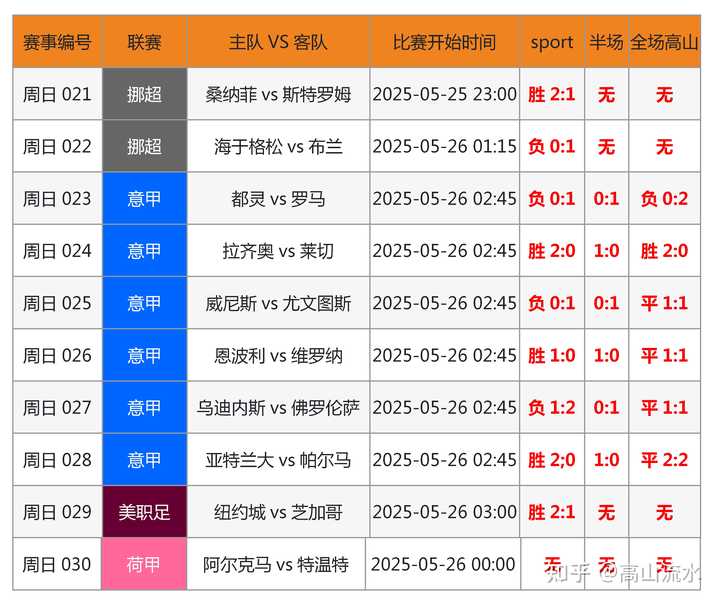 赛事编号 联赛 主队 VS 客队 比赛开始时间 sport 半场 全场高山
周日 021 挪超 桑纳菲 vs 斯特罗姆 2025-05-25 23:00 胜 2:1 无 无
周日 022 挪超 海于格松 vs 布兰 2025-05-26 01:15 负 0:1 无 无
周日 023 意甲 都灵 vs 罗马 2025-05-26 02:45 负 0:1 0:1 负 0:2
周日 024 意甲 拉齐奥 vs 莱切 2025-05-26 02:45 胜 2:0 1:0 胜 2:0
周日 025 意甲 威尼斯 vs 尤文图斯 2025-05-26 02:45 负 0:1 0:1 平 1:1
周日 026 意甲 恩波利 vs 维罗纳 2025-05-26 02:45 胜 1:0 1:0 平 1:1
周日 027 意甲 乌迪内斯 vs 佛罗伦萨 2025-05-26 02:45 负 1:2 0:1 平 1:1
周日 028 意甲 亚特兰大 vs 帕尔马 2025-05-26 02:45 胜 2;0 1:0 平 2:2
周日 029 美职足 纽约城 vs 芝加哥 2025-05-26 03:00 胜 2:1 无 无
周日 030 荷甲 阿尔克马 vs 特温特 2025-05-26 00:00 无 无 无
知乎 @高山流水